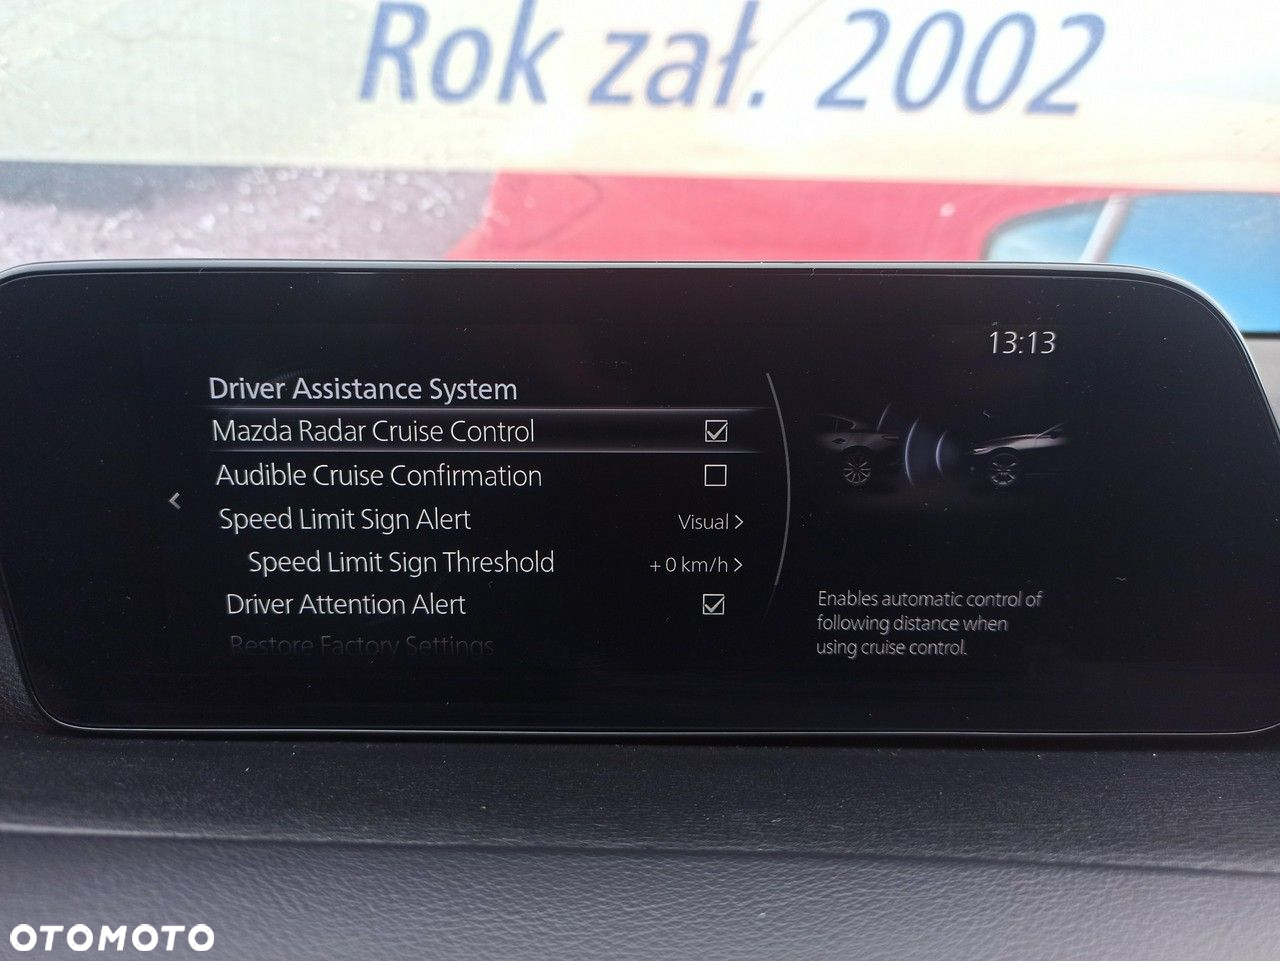 Rok zał. 2002
13:13
Driver Assistance System
Mazda Radar Cruise Control
Audible Cruise Confirmation
Speed Limit Sign Alert Visual >
Speed Limit Sign Threshold + 0 km/h >
Driver Attention Alert
Restore Factory Settings
Enables automatic control of
following distance when
using cruise control.
OTOMOTO